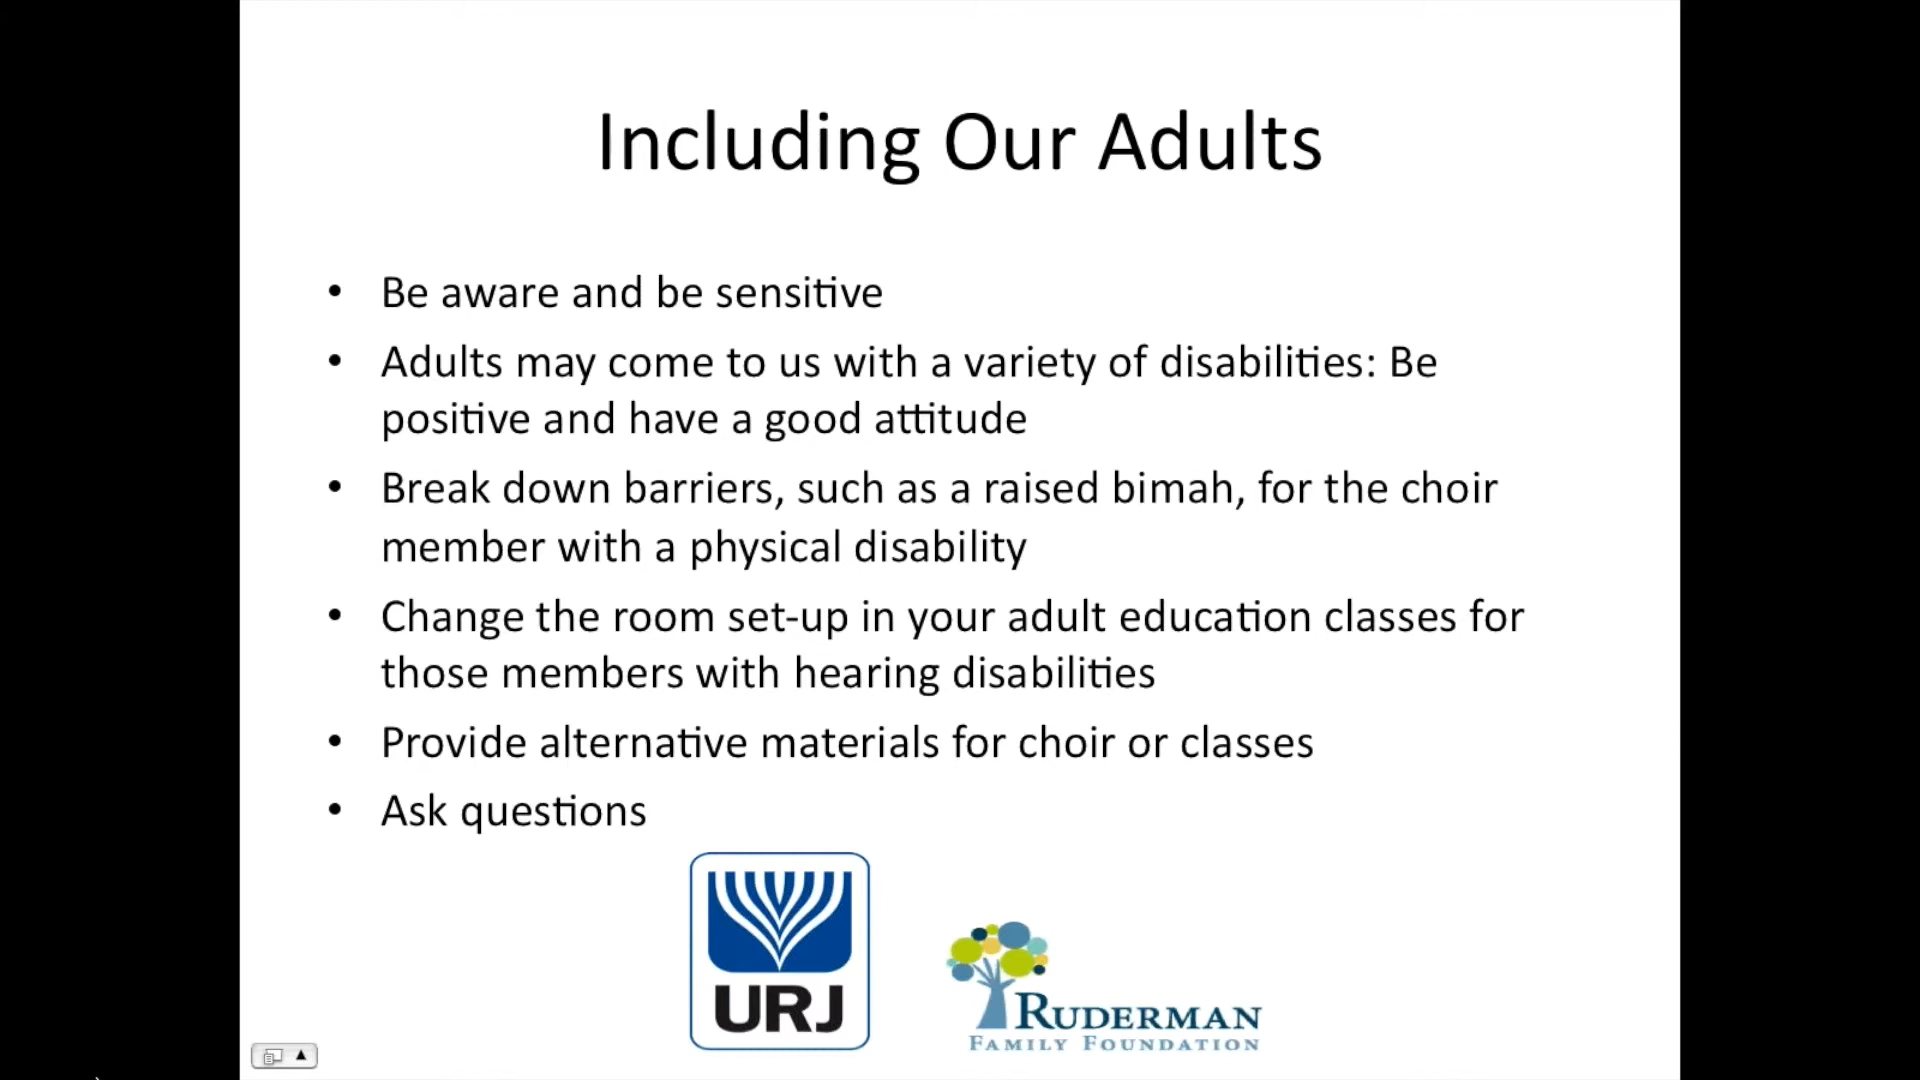 Including Our Adults
• Be aware and be sensitive
• Adults may come to us with a variety of disabilities: Be
positive and have a good attitude
• Break down barriers, such as a raised bimah, for the choir
member with a physical disability
• Change the room set-up in your adult education classes for
those members with hearing disabilities
• Provide alternative materials for choir or classes
• Ask questions
URJ
RUDERMAN
FAMILY FOUNDATION